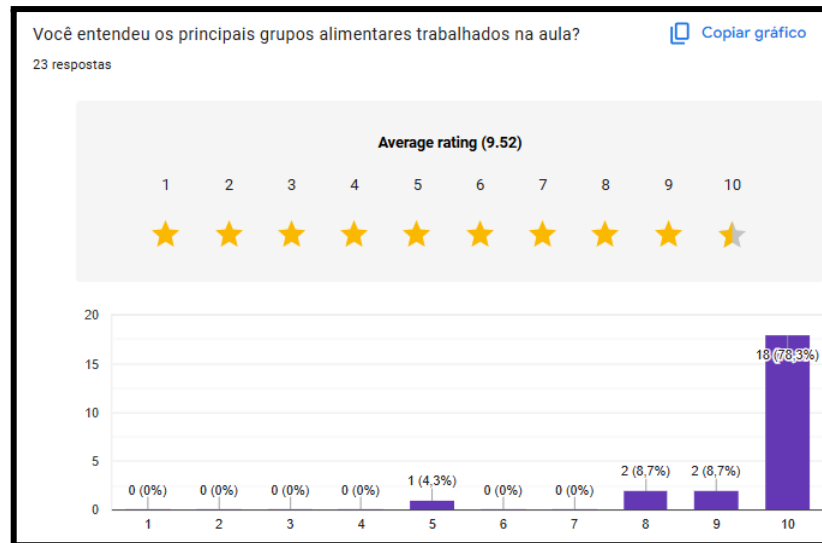 Você entendeu os principais grupos alimentares trabalhados na aula?
Copiar gráfico
23 respostas
Average rating (9.52)
1 2 3 4 5 6 7 8 9 10
20
15
10
5
0
0 (0%) 0 (0%) 0 (0%) 0 (0%) 1 (4,3%) 0 (0%) 0 (0%) 2 (8,7%) 2 (8,7%) 18 (78,3%)
1 2 3 4 5 6 7 8 9 10